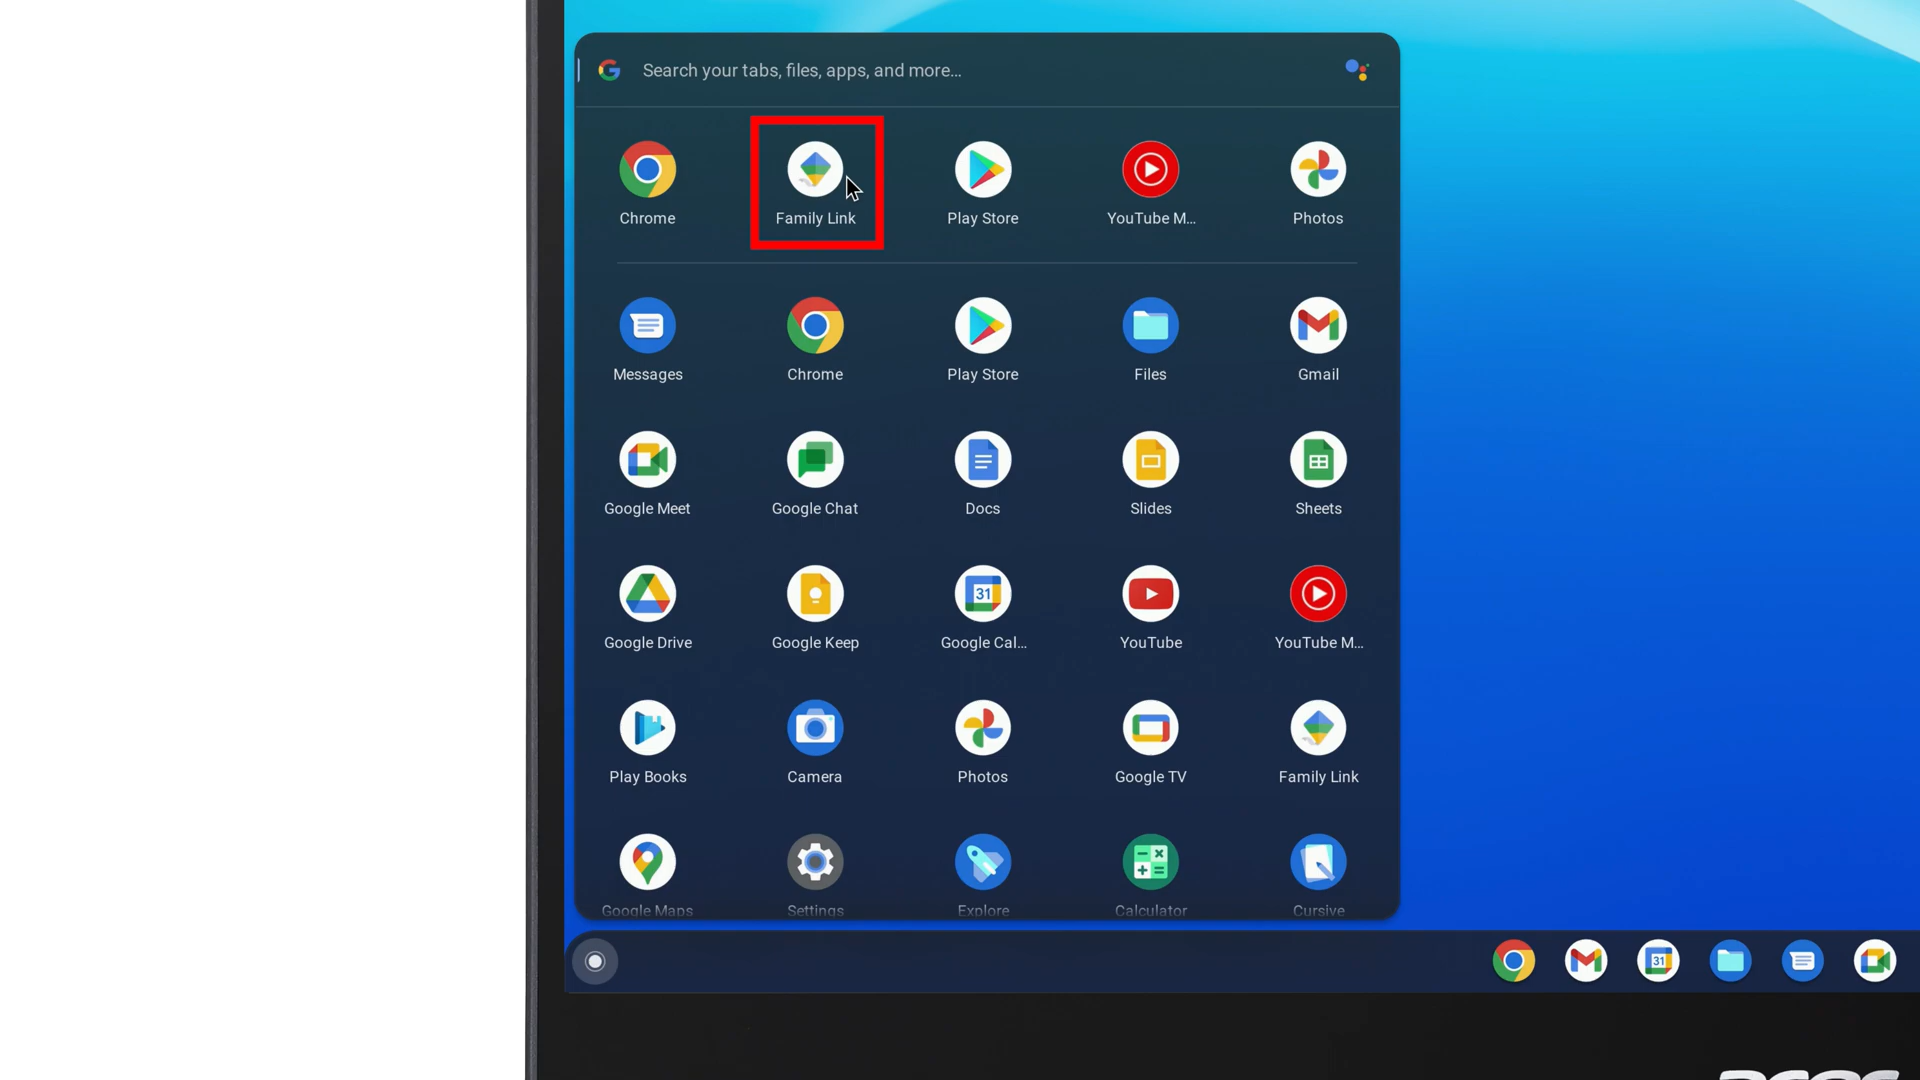 Search your tabs, files, apps, and more...
Chrome Family Link Play Store YouTube M... Photos
Messages Chrome Play Store Files Gmail
Google Meet Google Chat Docs Slides Sheets
31
Google Drive Google Keep Google Cal... YouTube YouTube M...
Play Books Camera Photos Google TV Family Link
Google Maps Settings Explore Calculator Cursive
31
acer